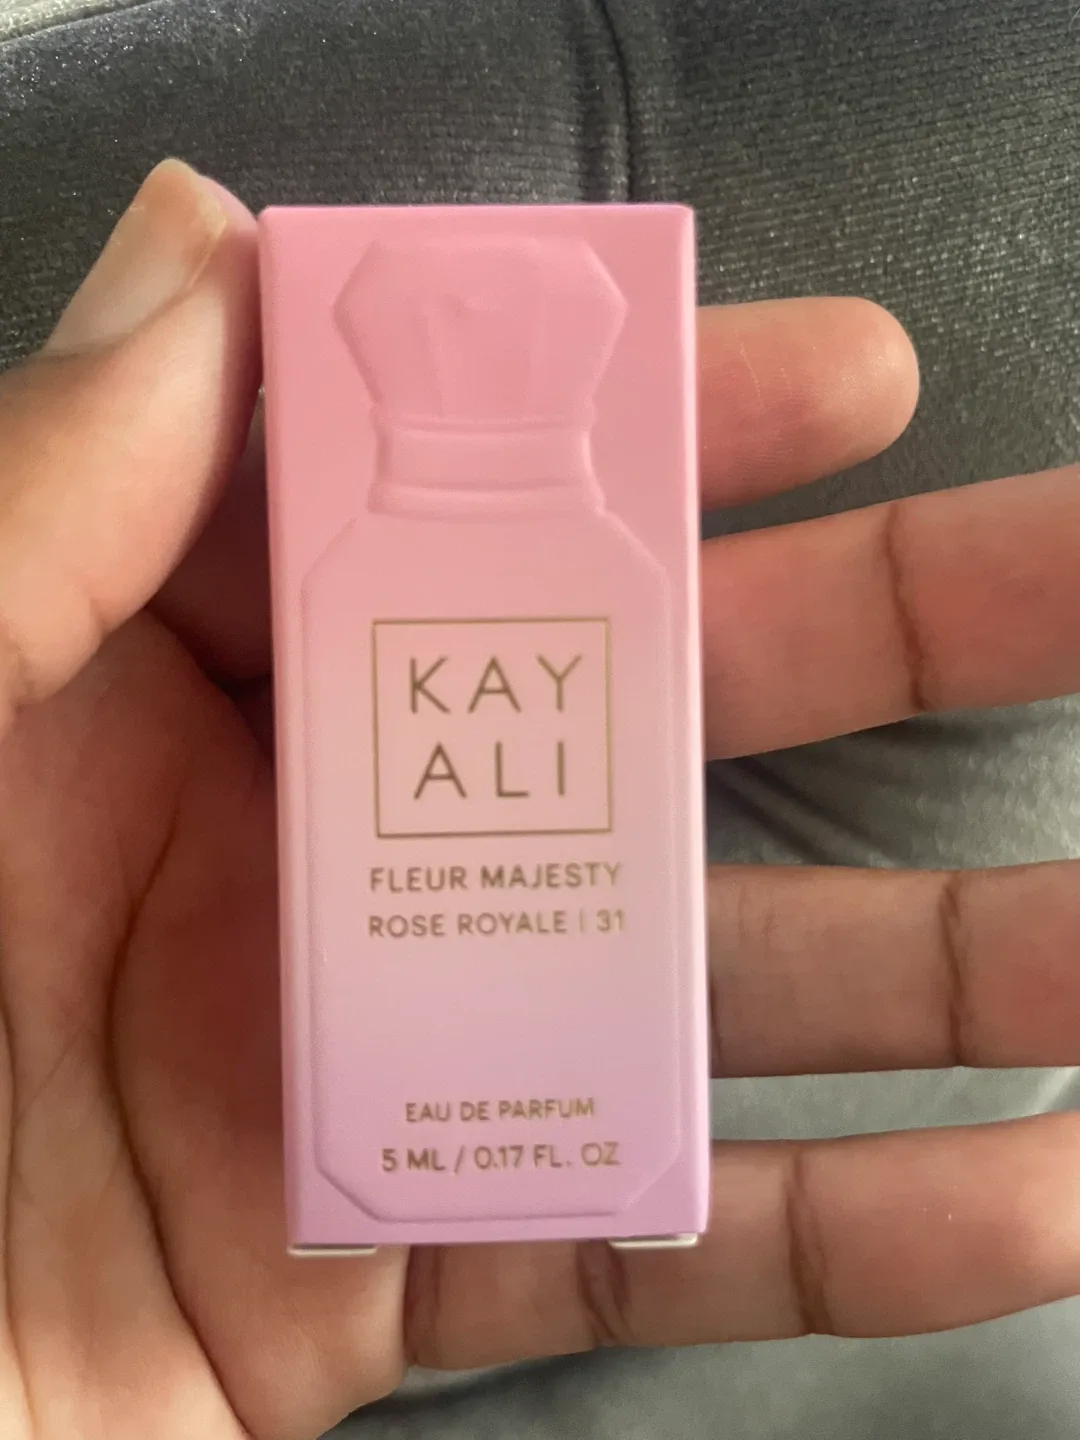 KAY
ALI
FLEUR MAJESTY
ROSE ROYALE | 31
EAU DE PARFUM
5 ML / 0.17 FL. OZ